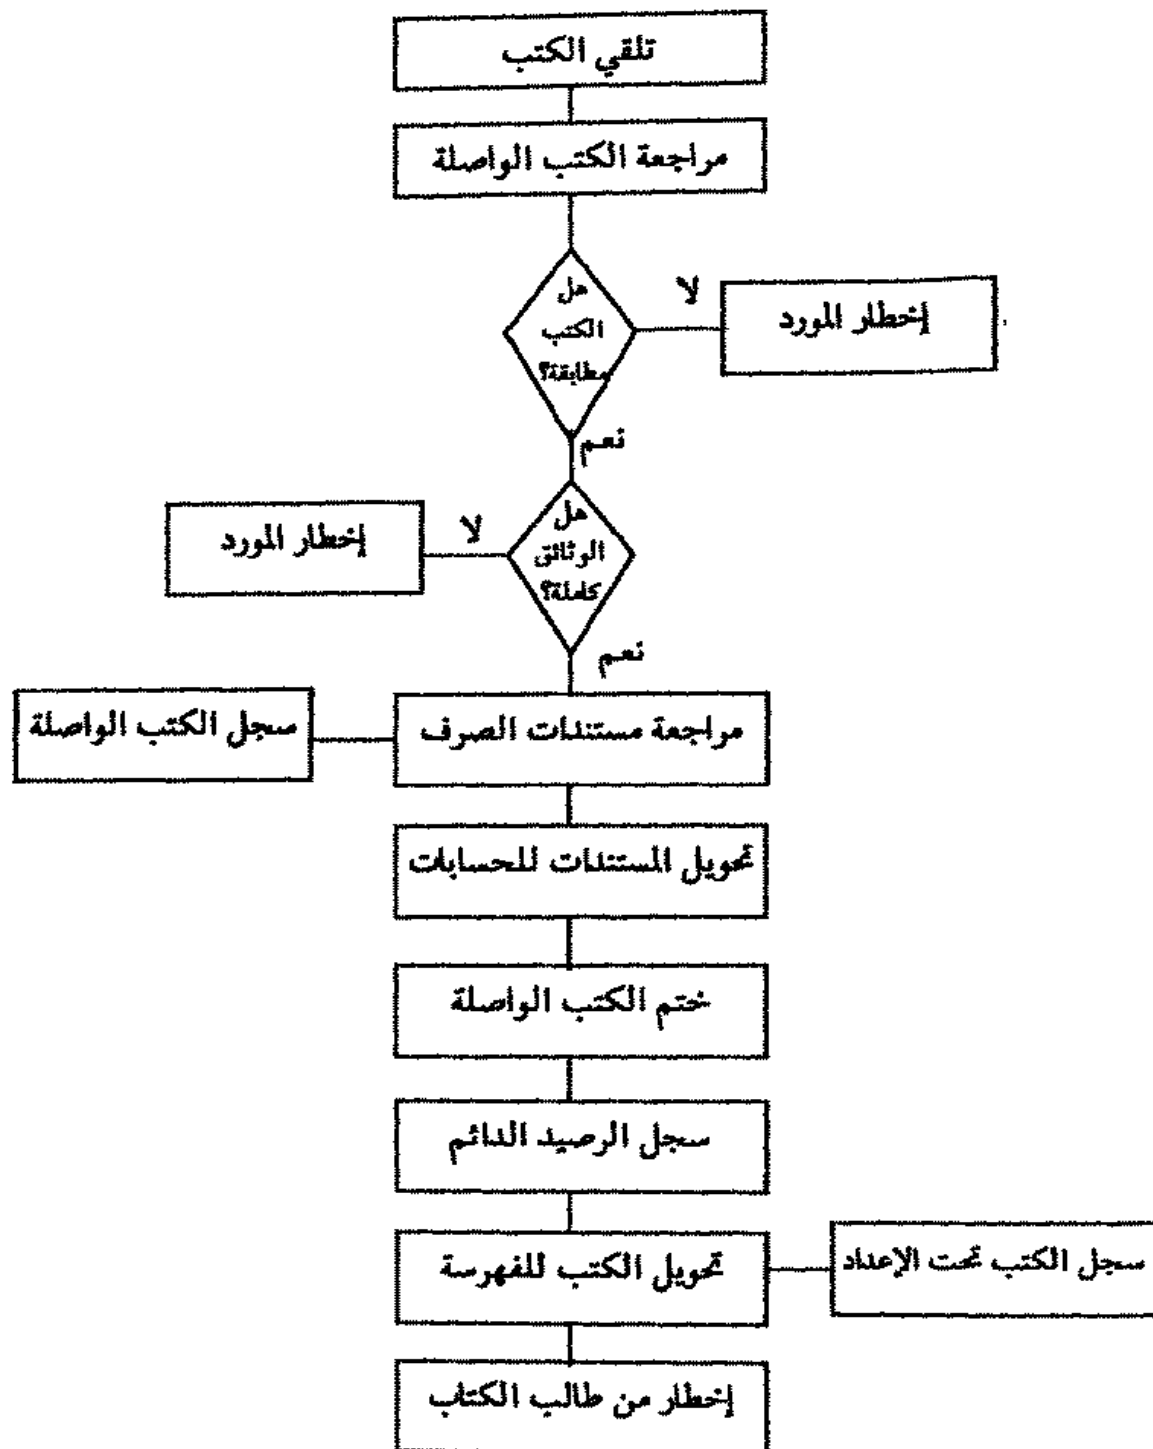 تلقي الكتب
مراجعة الكتب الواصلة
هل
الكتب
مطابقة؟
لا
إخطار المورد
نعم
هل
الوثائق
كاملة؟
لا
إخطار المورد
نعم
مراجعة مستندات الصرف
سجل الكتب الواصلة
تحويل المستندات للحسابات
ختم الكتب الواصلة
سجل الرصيد الدائم
تحويل الكتب للفهرسة
سجل الكتب تحت الإعداد
إخطار من طالب الكتاب